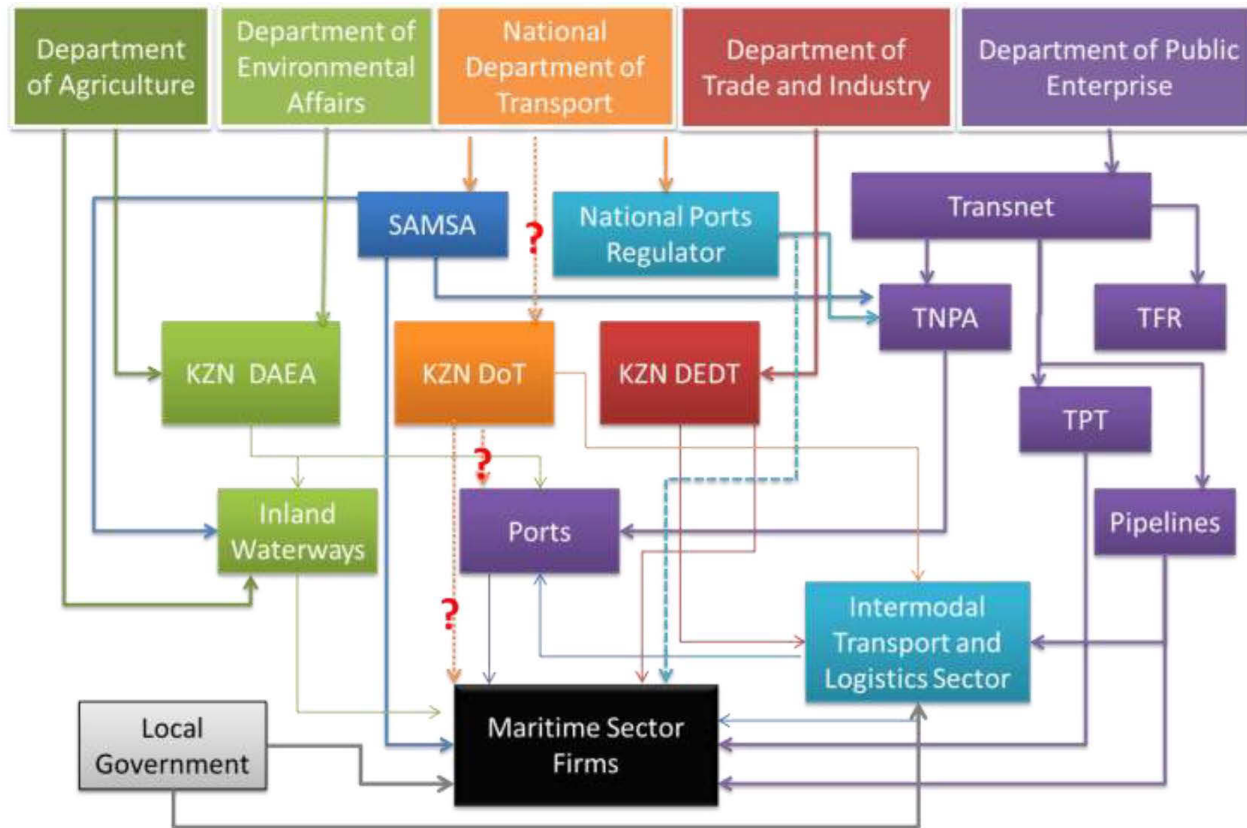 Department
of Agriculture
Department of
Environmental
Affairs
National
Department of
Transport
Department of
Trade and Industry
Department of Public
Enterprise
SAMSA
?
National Ports
Regulator
Transnet
TNPA
TFR
KZN DAEA
KZN DoT
KZN DEDT
TPT
?
Inland
Waterways
Ports
Pipelines
?
Intermodal
Transport and
Logistics Sector
Local
Government
Maritime Sector
Firms